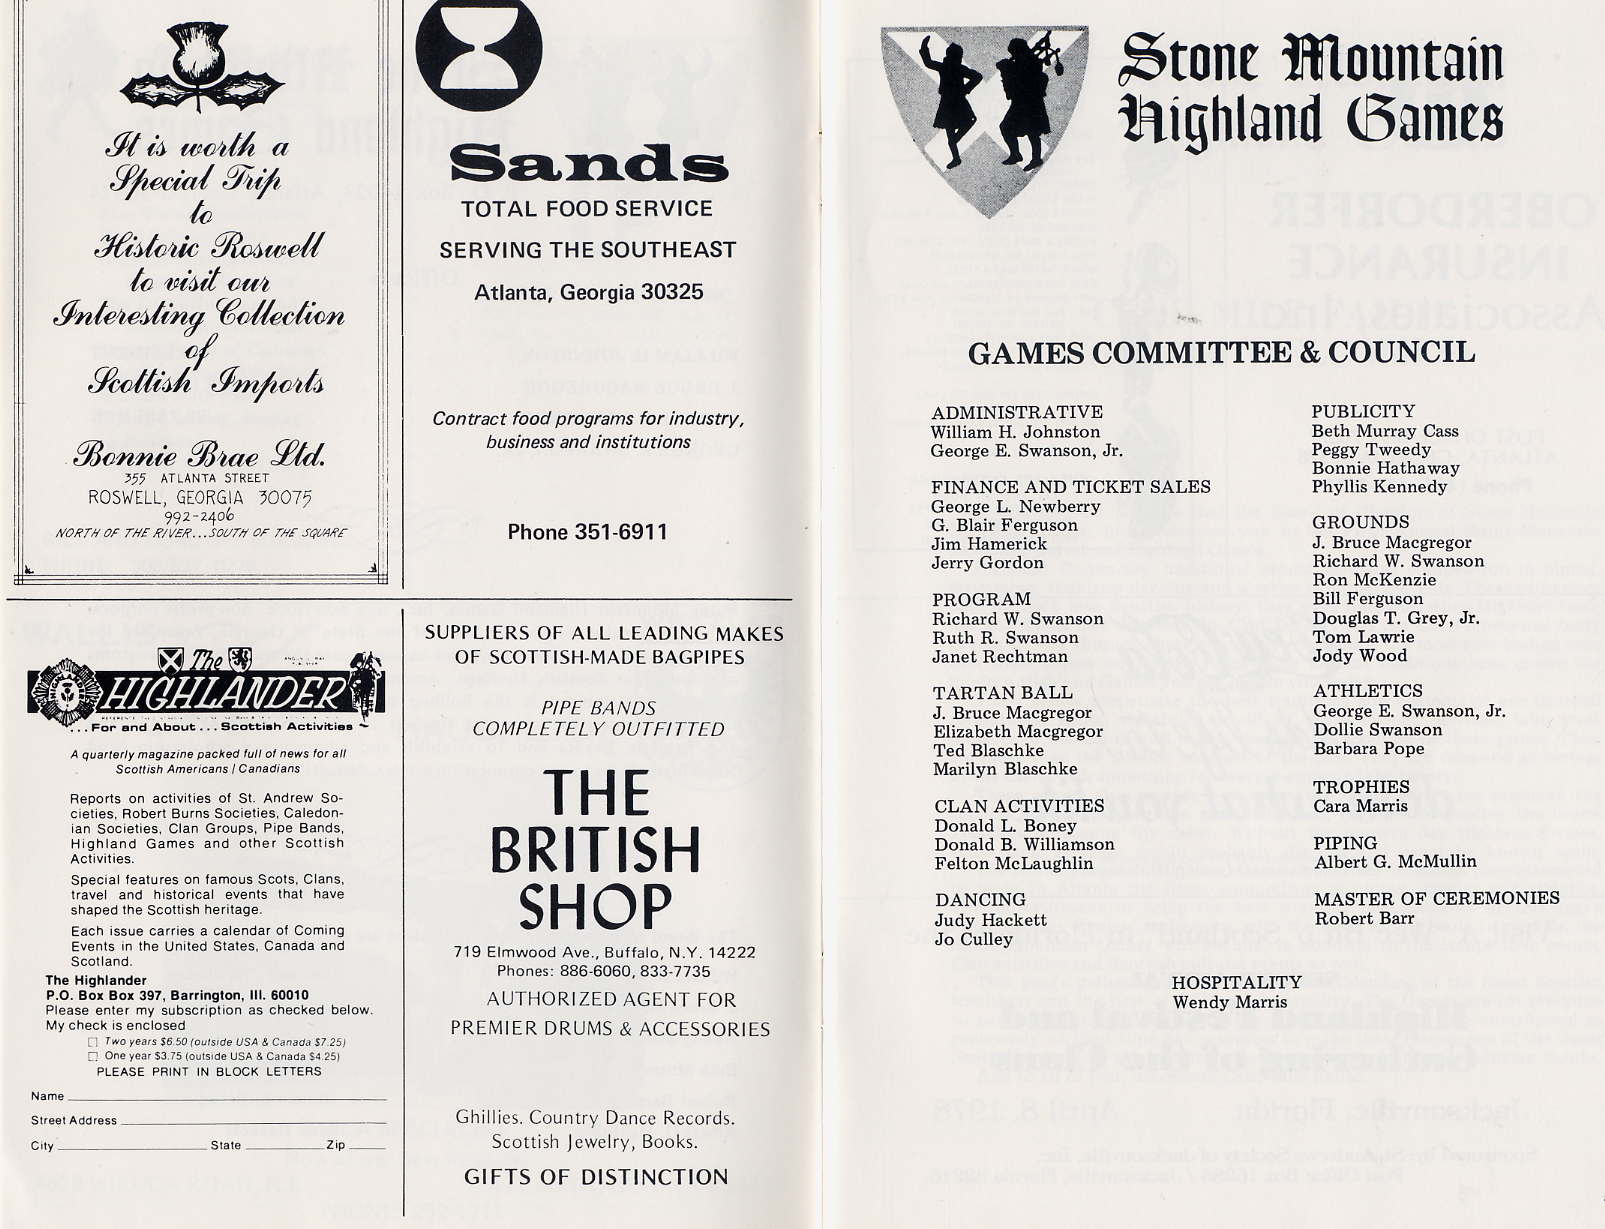 It is worth a
Special Trip
to
Historic Roswell
to visit our
Interesting Collection
of
Scottish Imports
Bonnie Brae Ltd.
355 ATLANTA STREET
ROSWELL, GEORGIA 30075
992-2406
NORTH OF THE RIVER...SOUTH OF THE SQUARE
Sands
TOTAL FOOD SERVICE
SERVING THE SOUTHEAST
Atlanta, Georgia 30325
Contract food programs for industry,
business and institutions
Phone 351-6911
The
HIGHLANDER
...For and About...Scottish Activities
A quarterly magazine packed full of news for all
Scottish Americans / Canadians
Reports on activities of St. Andrew So-
cieties, Robert Burns Societies, Caledon-
ian Societies, Clan Groups, Pipe Bands,
Highland Games and other Scottish
Activities.
Special features on famous Scots, Clans,
travel and historical events that have
shaped the Scottish heritage.
Each issue carries a calendar of Coming
Events in the United States, Canada and
Scotland.
The Highlander
P.O. Box Box 397, Barrington, Ill. 60010
Please enter my subscription as checked below.
My check is enclosed
Two years $6.50 (outside USA & Canada $7.25)
One year $3.75 (outside USA & Canada $4.25)
PLEASE PRINT IN BLOCK LETTERS
Name
Street Address
City State Zip
SUPPLIERS OF ALL LEADING MAKES
OF SCOTTISH-MADE BAGPIPES
PIPE BANDS
COMPLETELY OUTFITTED
THE
BRITISH
SHOP
719 Elmwood Ave., Buffalo, N.Y. 14222
Phones: 886-6060, 833-7735
AUTHORIZED AGENT FOR
PREMIER DRUMS & ACCESSORIES
Ghillies. Country Dance Records.
Scottish Jewelry, Books.
GIFTS OF DISTINCTION
Stone Mountain
Highland Games
GAMES COMMITTEE & COUNCIL
ADMINISTRATIVE
William H. Johnston
George E. Swanson, Jr.
FINANCE AND TICKET SALES
George L. Newberry
G. Blair Ferguson
Jim Hamerick
Jerry Gordon
PROGRAM
Richard W. Swanson
Ruth R. Swanson
Janet Rechtman
TARTAN BALL
J. Bruce Macgregor
Elizabeth Macgregor
Ted Blaschke
Marilyn Blaschke
CLAN ACTIVITIES
Donald L. Boney
Donald B. Williamson
Felton McLaughlin
DANCING
Judy Hackett
Jo Culley
PUBLICITY
Beth Murray Cass
Peggy Tweedy
Bonnie Hathaway
Phyllis Kennedy
GROUNDS
J. Bruce Macgregor
Richard W. Swanson
Ron McKenzie
Bill Ferguson
Douglas T. Grey, Jr.
Tom Lawrie
Jody Wood
ATHLETICS
George E. Swanson, Jr.
Dollie Swanson
Barbara Pope
TROPHIES
Cara Marris
PIPING
Albert G. McMullin
MASTER OF CEREMONIES
Robert Barr
HOSPITALITY
Wendy Marris